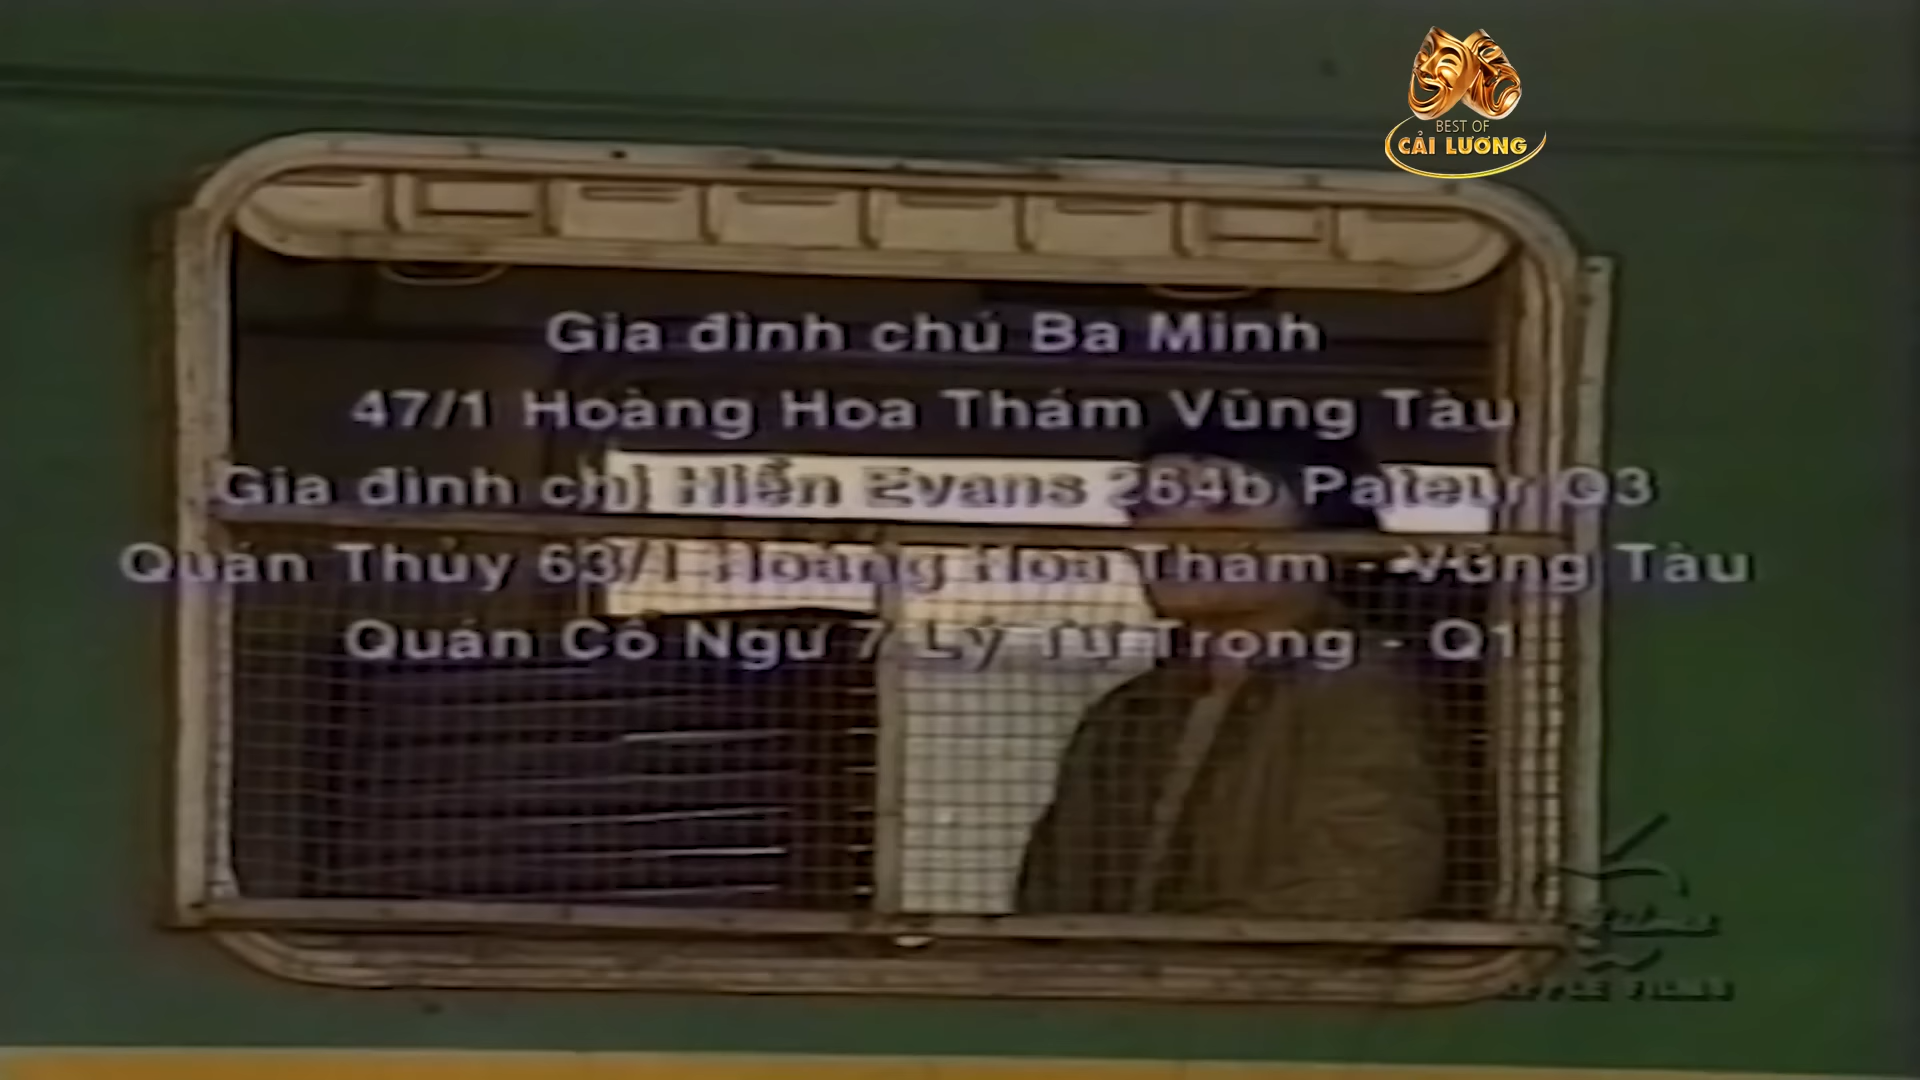 BEST OF
CẢI LƯƠNG
Gia đình chú Ba Minh
47/1 Hoàng Hoa Thám Vũng Tàu
Gia đình chị Hiền Evans 264b Pateur Q3
Quán Thủy 63/1 Hoàng Hoa Thám - Vũng Tàu
Quán Cô Ngư 7 Lý Tự Trọng - Q1